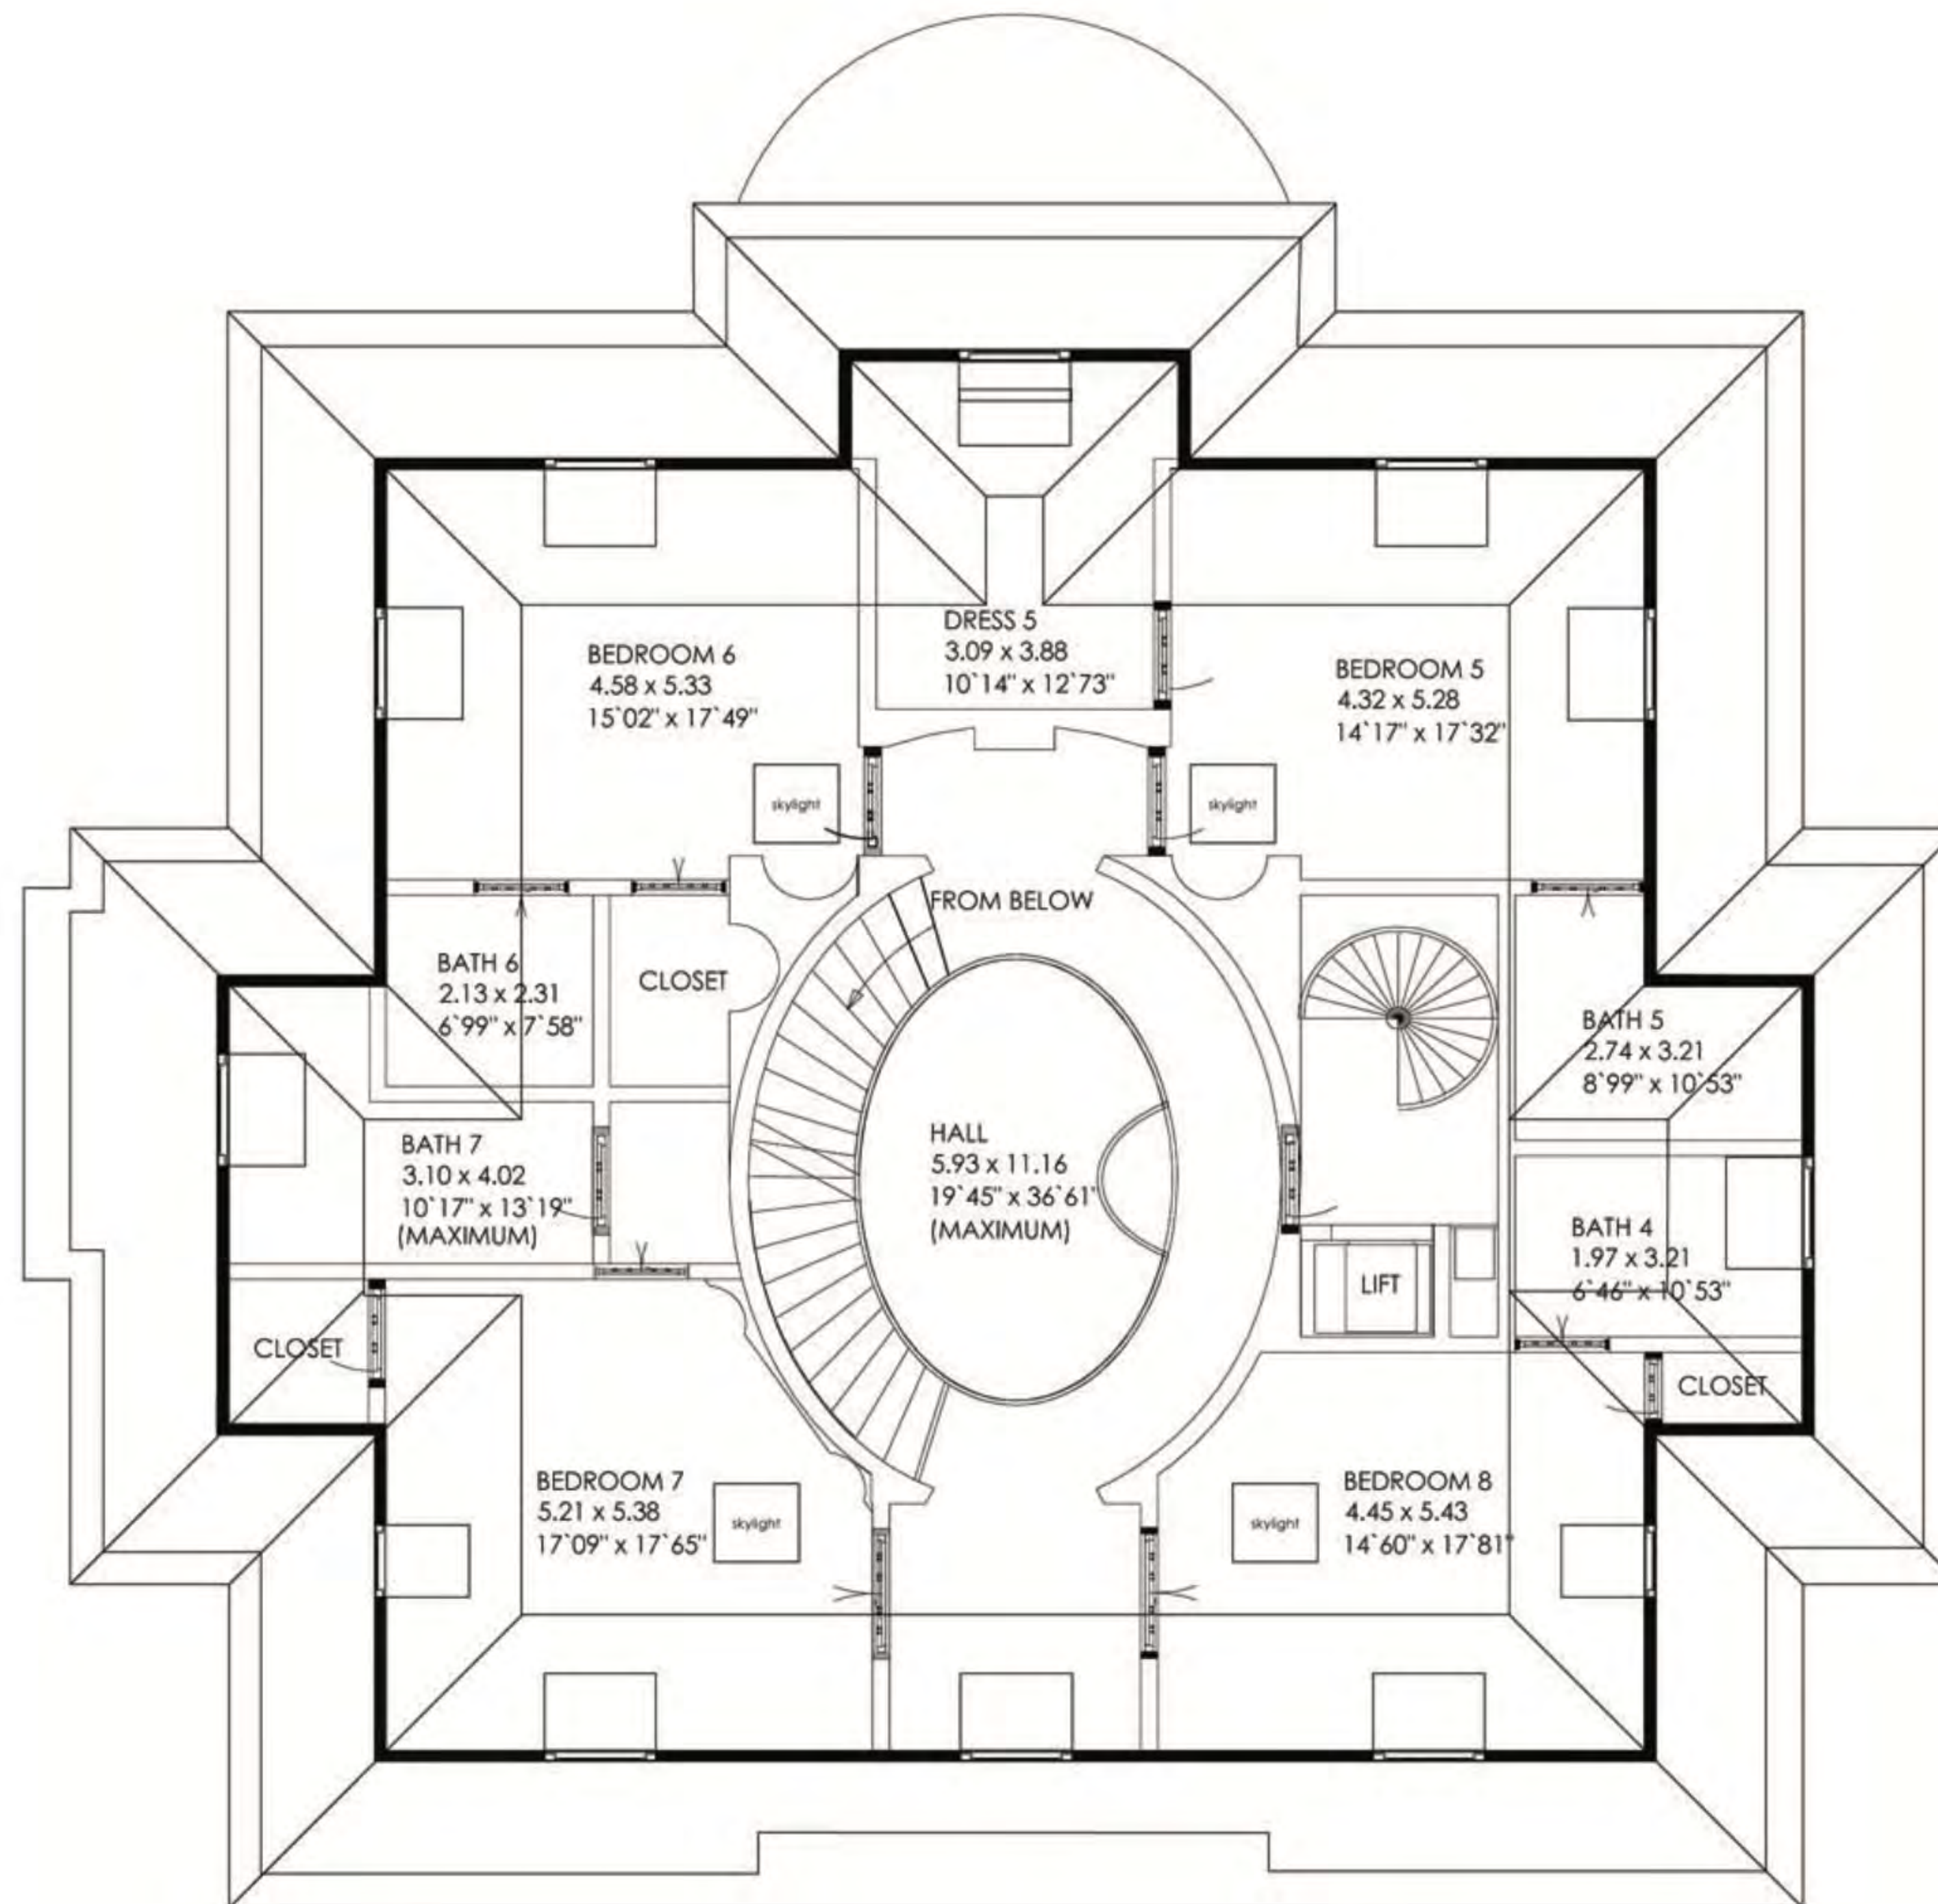 DRESS 5
3.09 x 3.88
10`14" x 12`73"
BEDROOM 6
4.58 x 5.33
15`02" x 17`49"
BEDROOM 5
4.32 x 5.28
14`17" x 17`32"
skylight
skylight
FROM BELOW
BATH 6
2.13 x 2.31
6`99" x 7`58"
CLOSET
BATH 5
2.74 x 3.21
8`99" x 10`53"
HALL
5.93 x 11.16
19`45" x 36`61"
(MAXIMUM)
BATH 7
3.10 x 4.02
10`17" x 13`19"
(MAXIMUM)
BATH 4
1.97 x 3.21
6`46" x 10`53"
LIFT
CLOSET
CLOSET
BEDROOM 7
5.21 x 5.38
17`09" x 17`65"
skylight
skylight
BEDROOM 8
4.45 x 5.43
14`60" x 17`81"